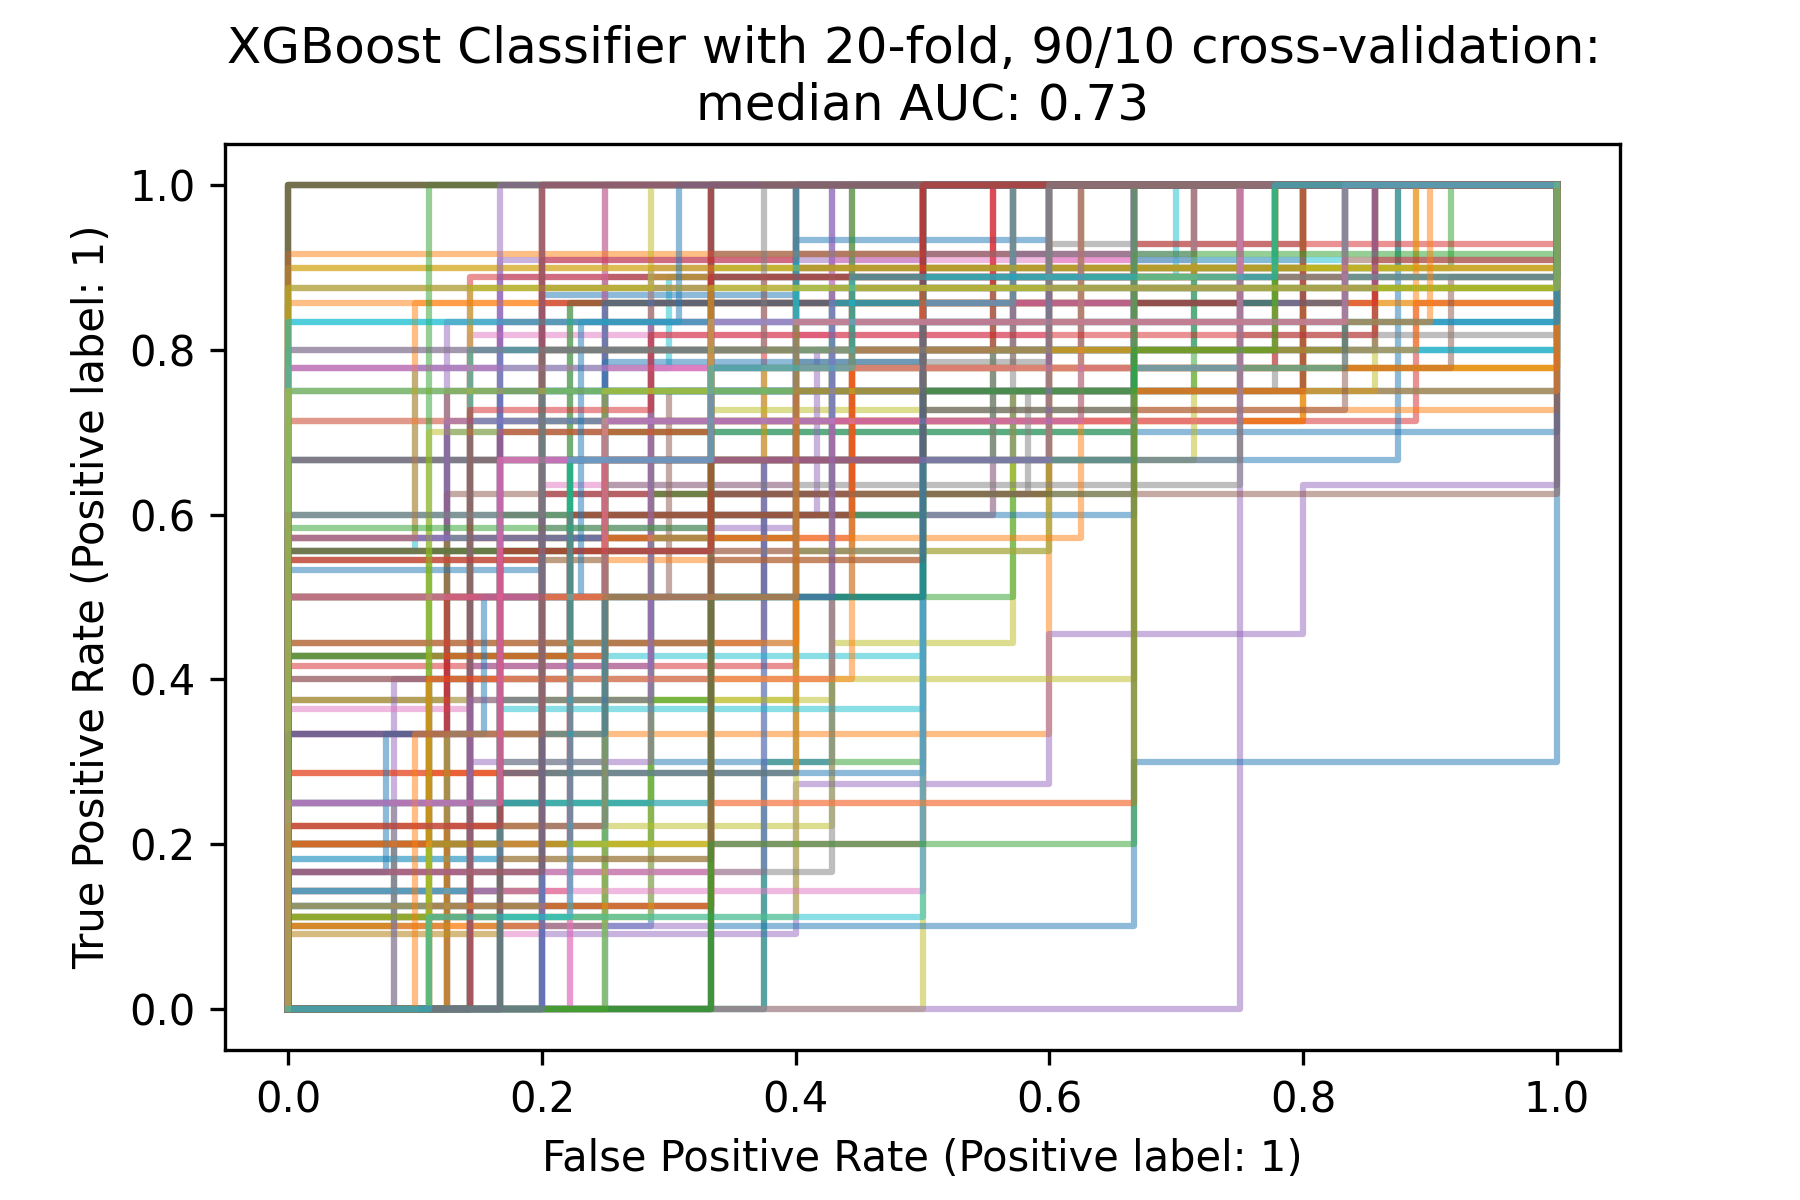 XGBoost Classifier with 20-fold, 90/10 cross-validation:
median AUC: 0.73
True Positive Rate (Positive label: 1)
1.0
0.8
0.6
0.4
0.2
0.0
0.0 0.2 0.4 0.6 0.8 1.0
False Positive Rate (Positive label: 1)